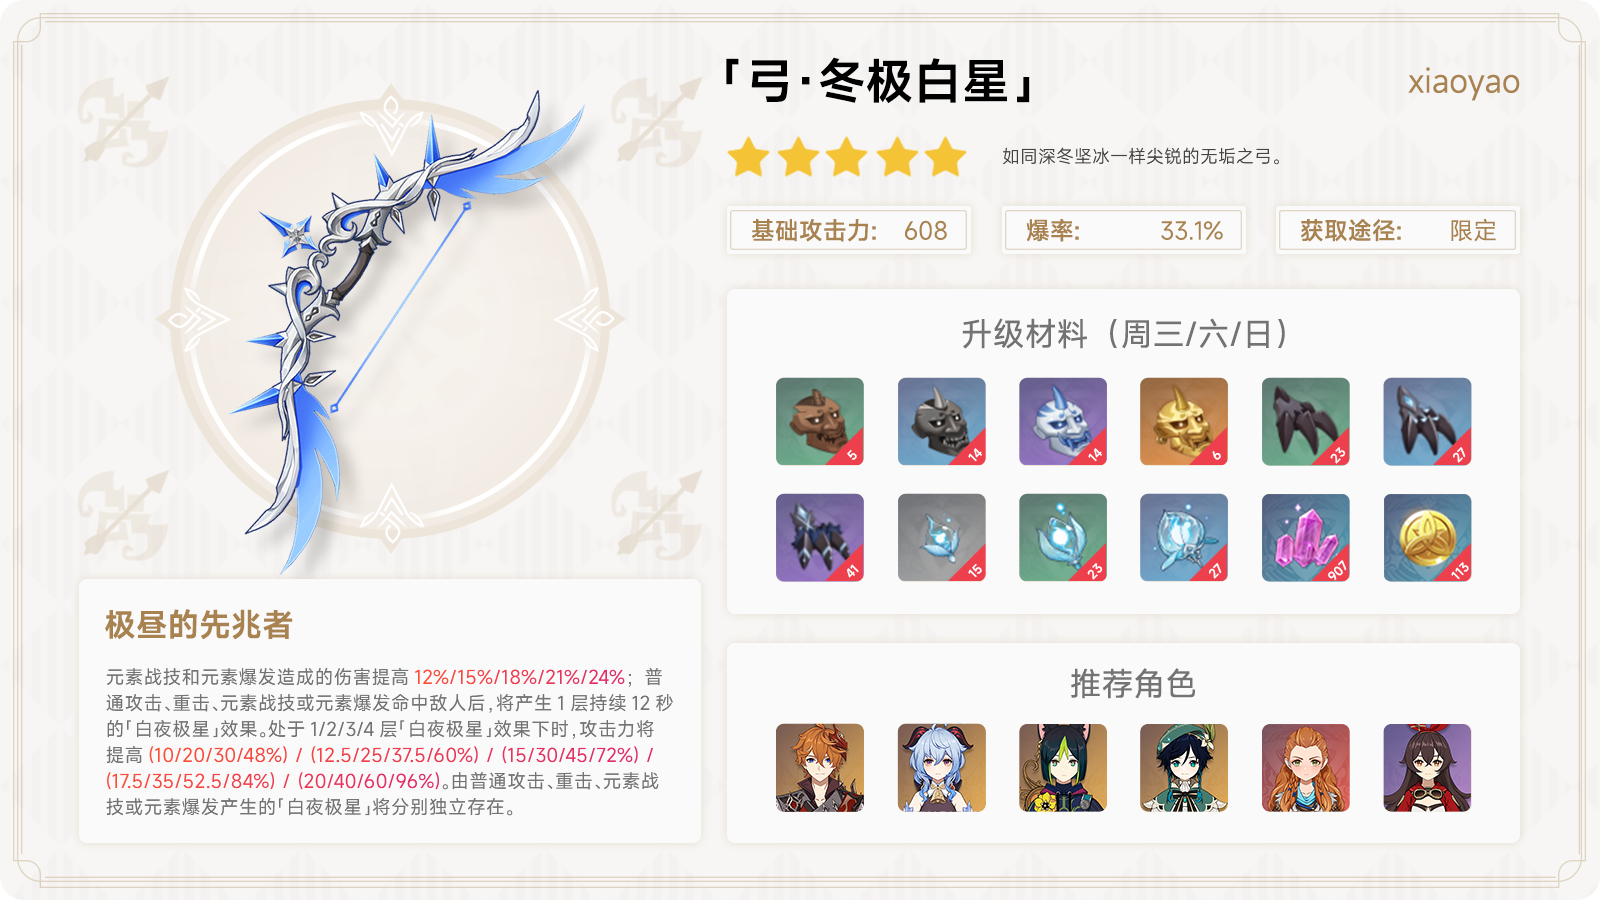 「弓·冬极白星」
xiaoyao
如同深冬坚冰一样尖锐的无垢之弓。
基础攻击力: 608
爆率: 33.1%
获取途径: 限定
升级材料（周三/六/日）
5 14 14 6 23 27
41 15 23 27 907 113
极昼的先兆者
元素战技和元素爆发造成的伤害提高 12%/15%/18%/21%/24%；普
通攻击、重击、元素战技或元素爆发命中敌人后,将产生 1 层持续 12 秒
的「白夜极星」效果。处于 1/2/3/4 层「白夜极星」效果下时,攻击力将
提高 (10/20/30/48%) / (12.5/25/37.5/60%) / (15/30/45/72%) /
(17.5/35/52.5/84%) / (20/40/60/96%)。由普通攻击、重击、元素战
技或元素爆发产生的「白夜极星」将分别独立存在。
推荐角色